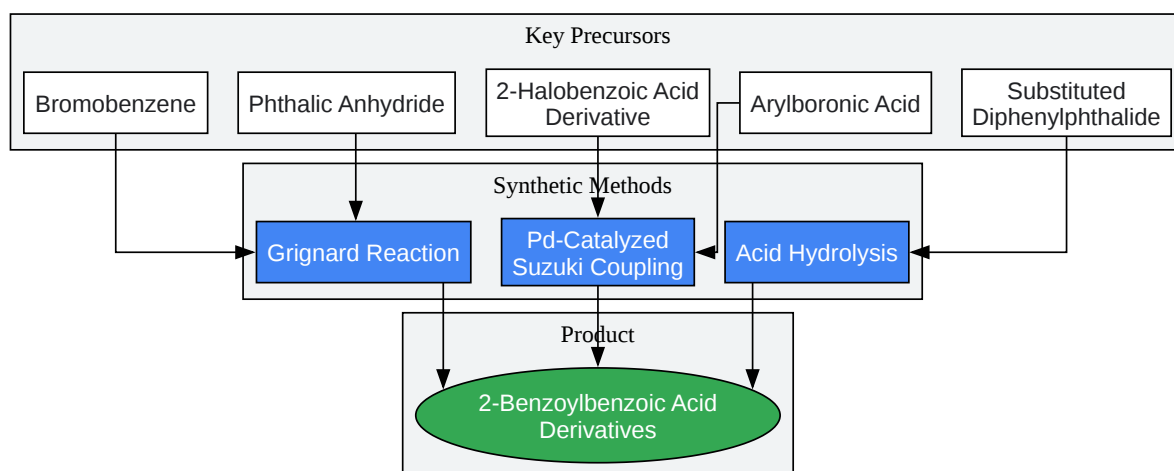 Key Precursors
Bromobenzene
Phthalic Anhydride
2-Halobenzoic Acid
Derivative
Arylboronic Acid
Substituted
Diphenylphthalide
Synthetic Methods
Grignard Reaction
Pd-Catalyzed
Suzuki Coupling
Acid Hydrolysis
Product
2-Benzoylbenzoic Acid
Derivatives